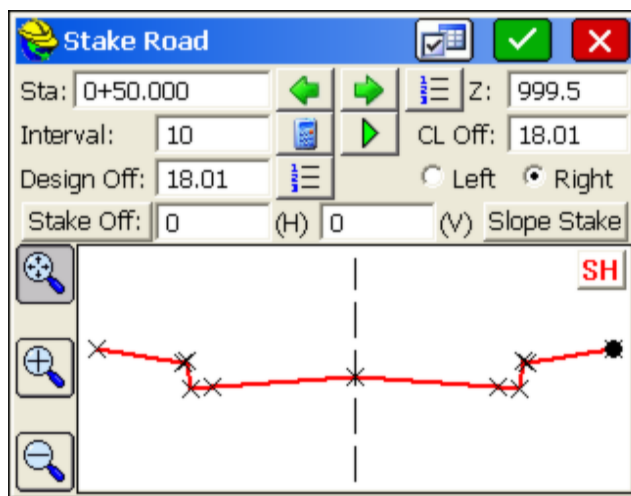 Stake Road
Sta: 0+50.000 Z: 999.5
Interval: 10 CL Off: 18.01
Design Off: 18.01 Left Right
Stake Off: 0 (H) 0 (V) Slope Stake
SH